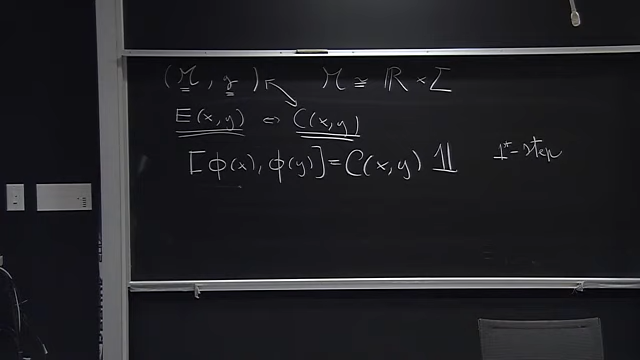 (M, g) M ≅ ℝ × Σ
E(x,y) ⇔ C(x,y)
[ϕ(x), ϕ(y)] = C(x,y) 𝟙 1st-step